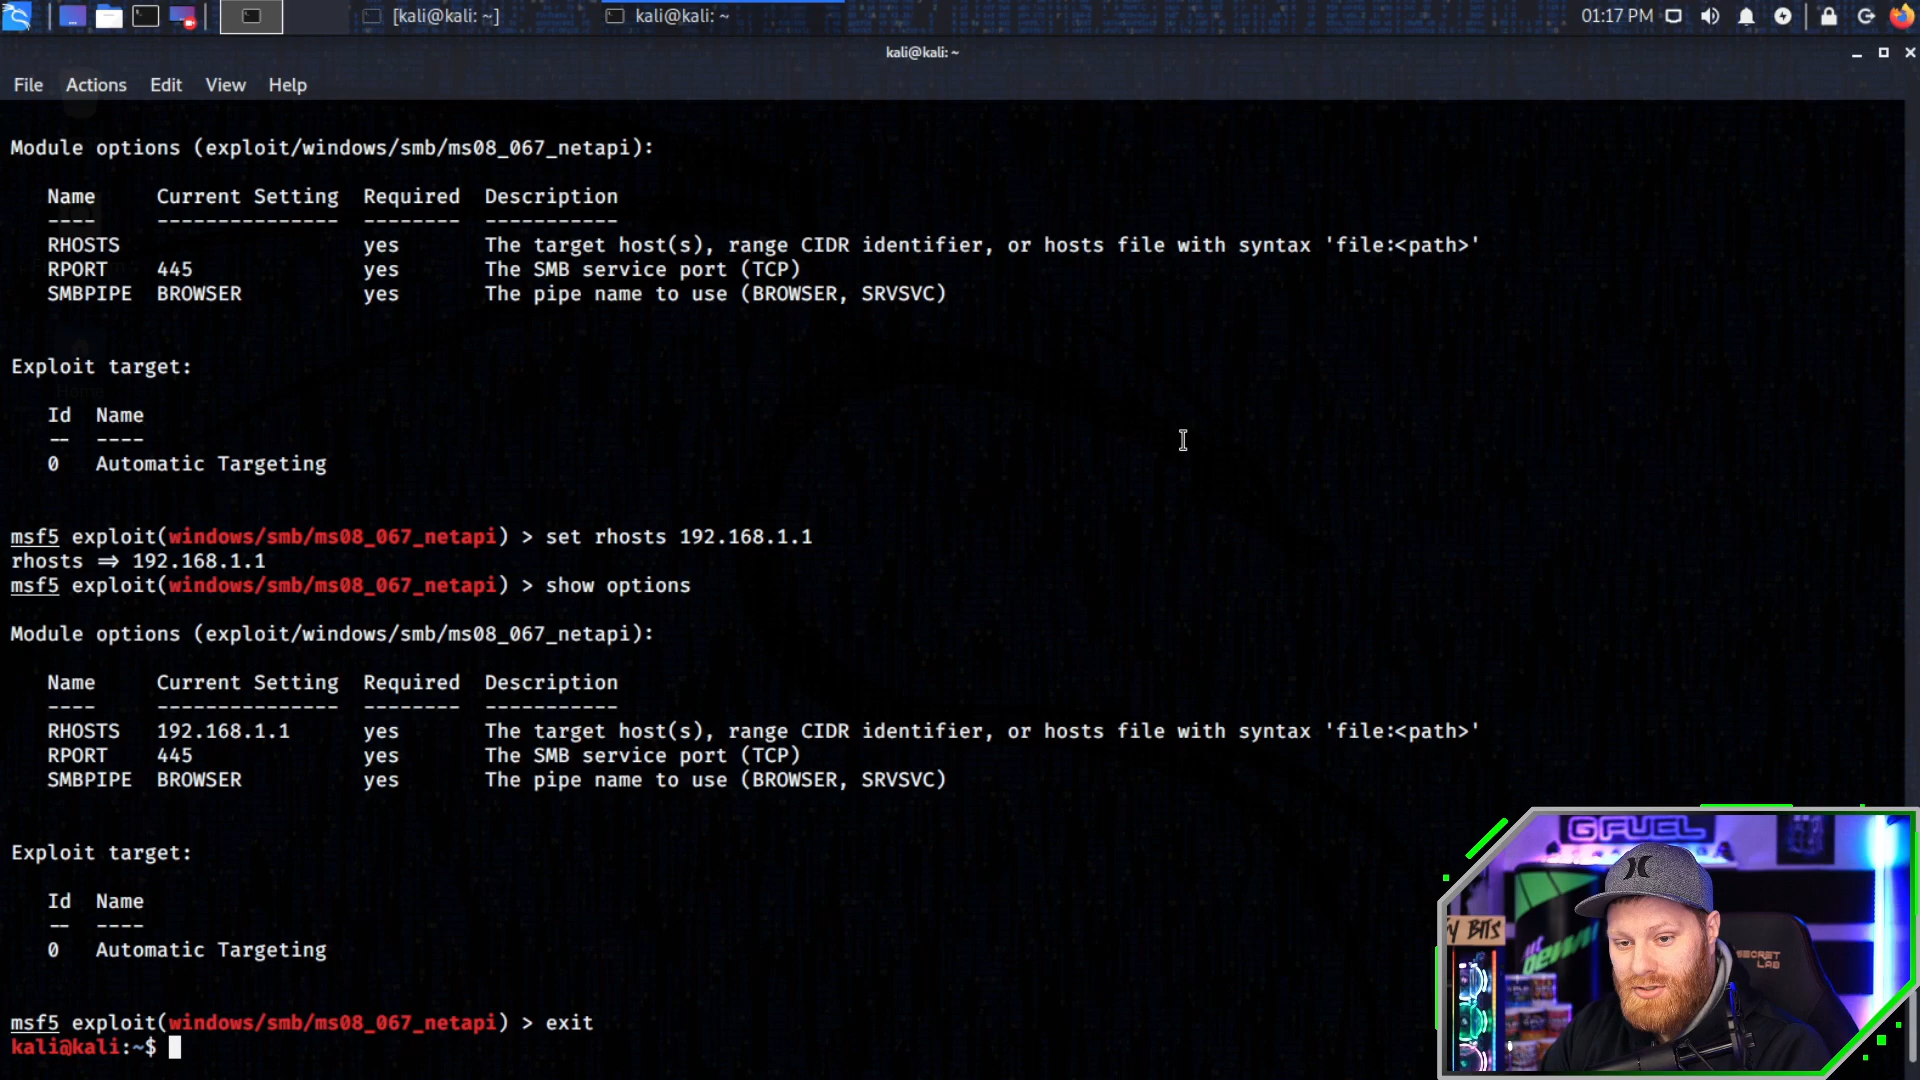 [kali@kali: ~]
kali@kali: ~
01:17 PM
kali@kali: ~
File Actions Edit View Help
Module options (exploit/windows/smb/ms08_067_netapi):
Name Current Setting Required Description
---- --------------- -------- -----------
RHOSTS yes The target host(s), range CIDR identifier, or hosts file with syntax 'file:<path>'
RPORT 445 yes The SMB service port (TCP)
SMBPIPE BROWSER yes The pipe name to use (BROWSER, SRVSVC)
Exploit target:
Id Name
-- ----
0 Automatic Targeting
msf5 exploit(windows/smb/ms08_067_netapi) > set rhosts 192.168.1.1
rhosts => 192.168.1.1
msf5 exploit(windows/smb/ms08_067_netapi) > show options
Module options (exploit/windows/smb/ms08_067_netapi):
Name Current Setting Required Description
---- --------------- -------- -----------
RHOSTS 192.168.1.1 yes The target host(s), range CIDR identifier, or hosts file with syntax 'file:<path>'
RPORT 445 yes The SMB service port (TCP)
SMBPIPE BROWSER yes The pipe name to use (BROWSER, SRVSVC)
Exploit target:
Id Name
-- ----
0 Automatic Targeting
msf5 exploit(windows/smb/ms08_067_netapi) > exit
kali@kali:~$
Home
G FUEL
BITS
DEW
SECRET
LAB